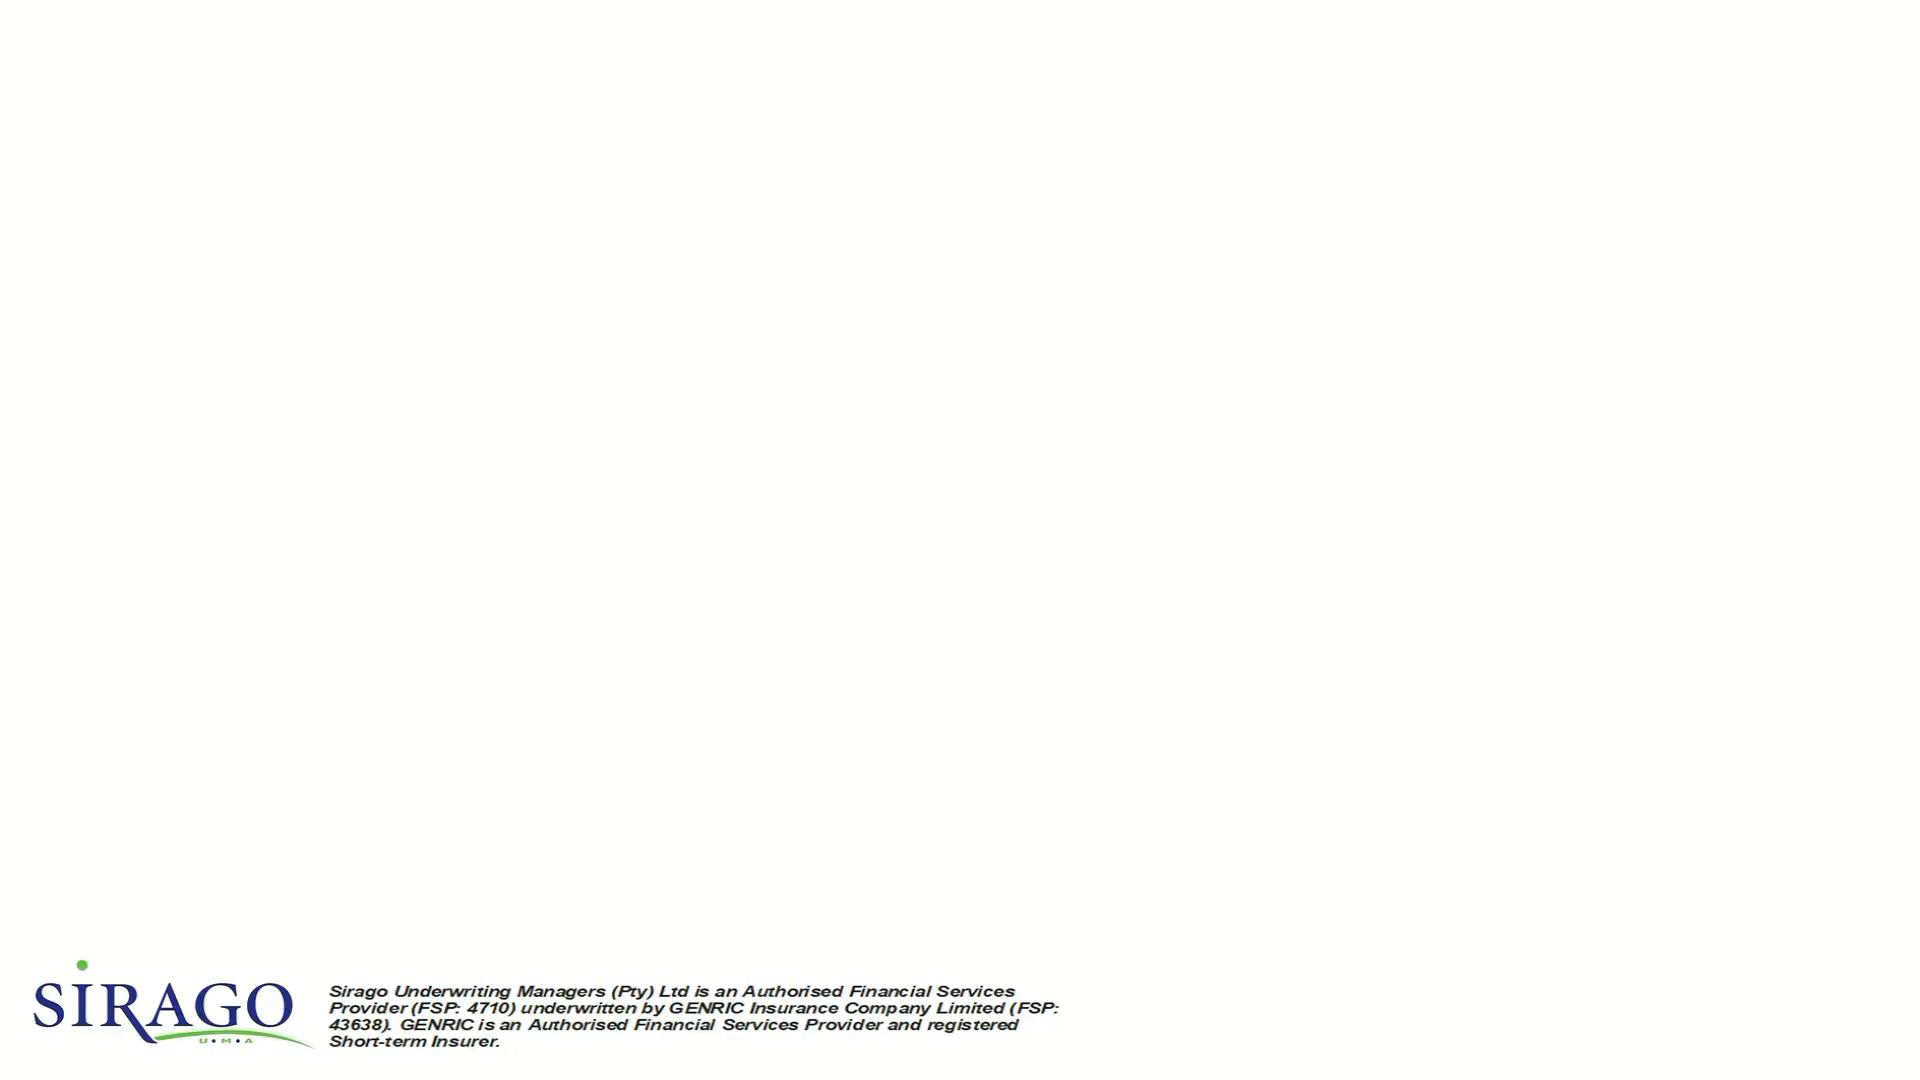 SIRAGO
U • M • A
Sirago Underwriting Managers (Pty) Ltd is an Authorised Financial Services
Provider (FSP: 4710) underwritten by GENRIC Insurance Company Limited (FSP:
43638). GENRIC is an Authorised Financial Services Provider and registered
Short-term Insurer.